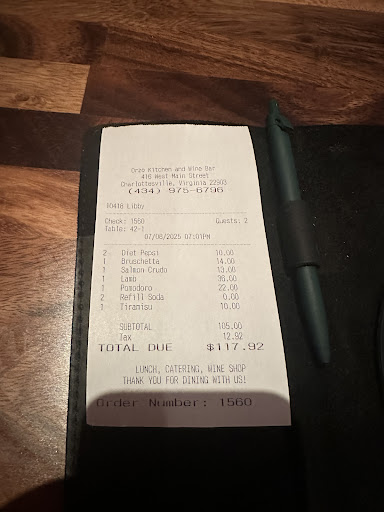 Orzo Kitchen and Wine Bar
416 West Main Street
Charlottesville, Virginia 22903
(434) 975-6796
10418 Libby
Check: 1560 Guests: 2
Table: 42-1
07/08/2025 07:01PM
2 Diet Pepsi 10.00
1 Bruschetta 14.00
1 Salmon Crudo 13.00
1 Lamb 36.00
1 Pomodoro 22.00
2 Refill Soda 0.00
1 Tiramisu 10.00
SUBTOTAL 105.00
Tax 12.92
TOTAL DUE $117.92
LUNCH, CATERING, WINE SHOP
THANK YOU FOR DINING WITH US!
Order Number: 1560